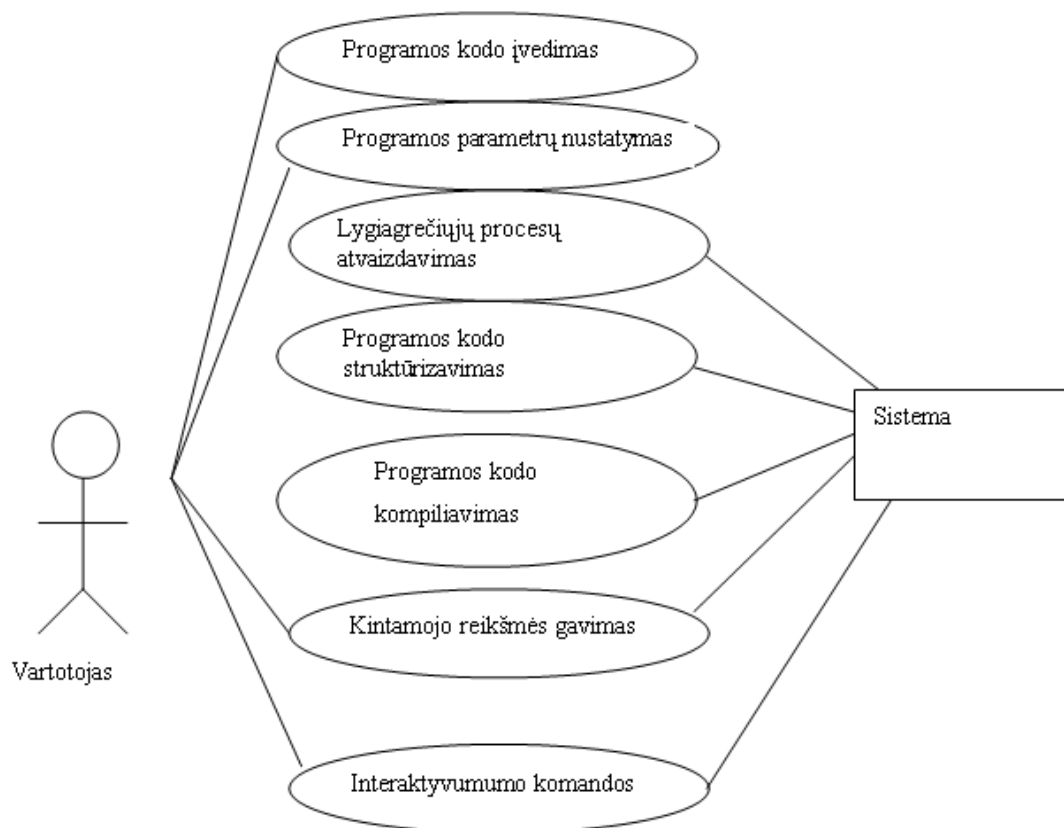 Programos kodo įvedimas
Programos parametrų nustatymas
Lygiagrečiųjų procesų
atvaizdavimas
Programos kodo
struktūrizavimas
Sistema
Programos kodo
kompiliavimas
Kintamojo reikšmės gavimas
Vartotojas
Interaktyvumumo komandos